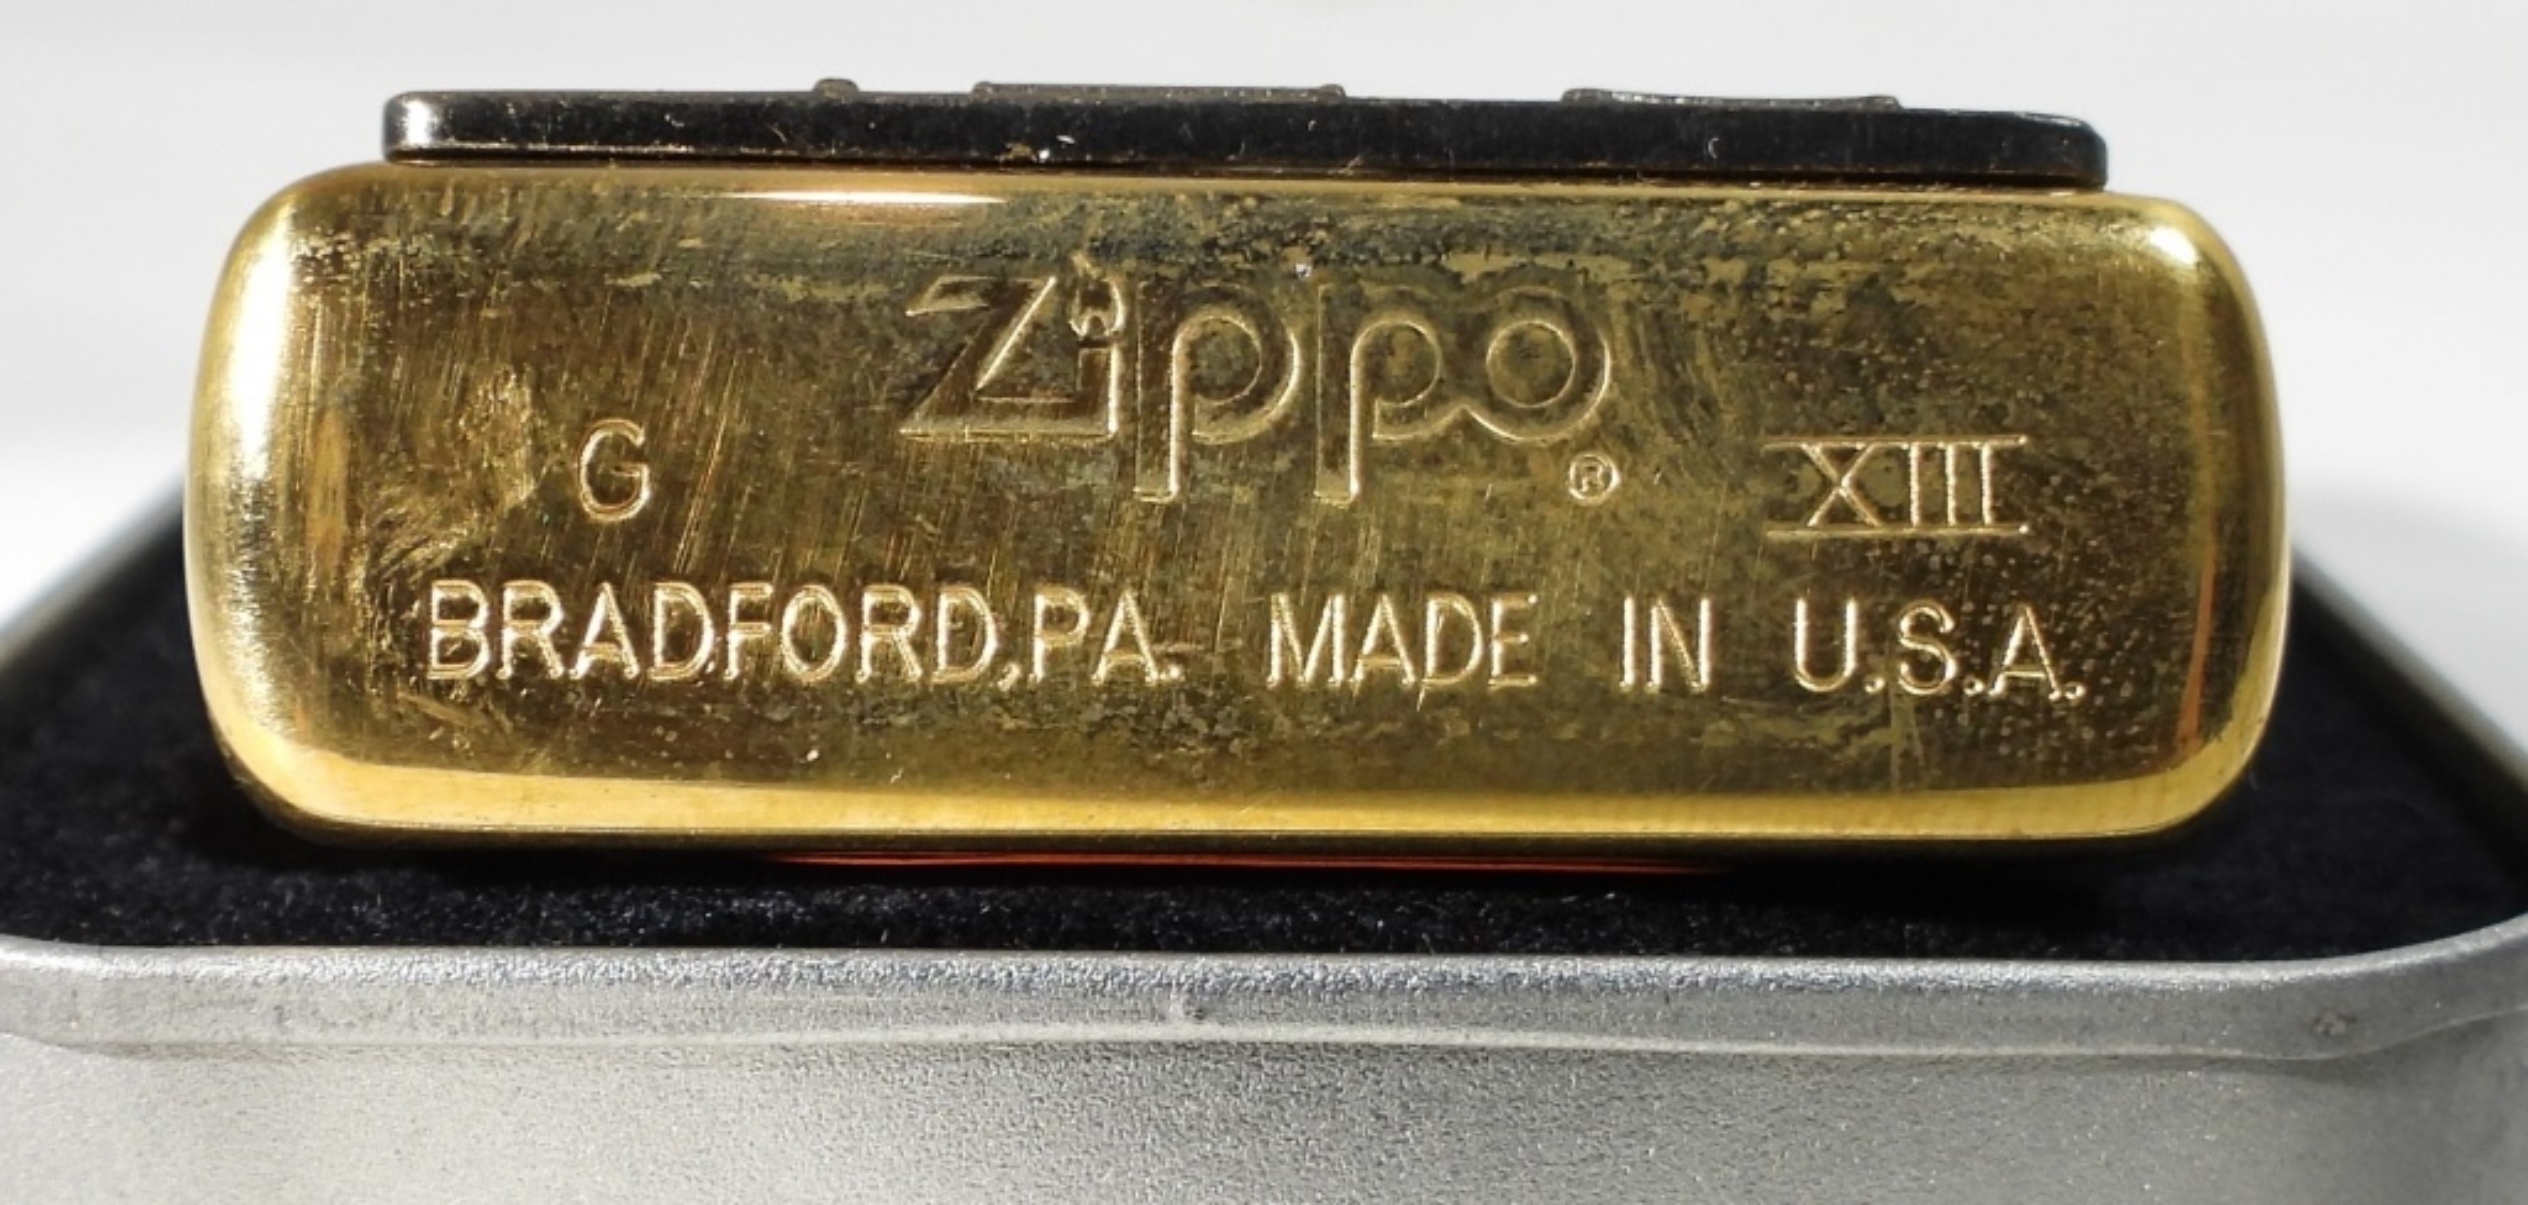 Zippo ®
G XIII
BRADFORD,PA. MADE IN U.S.A.